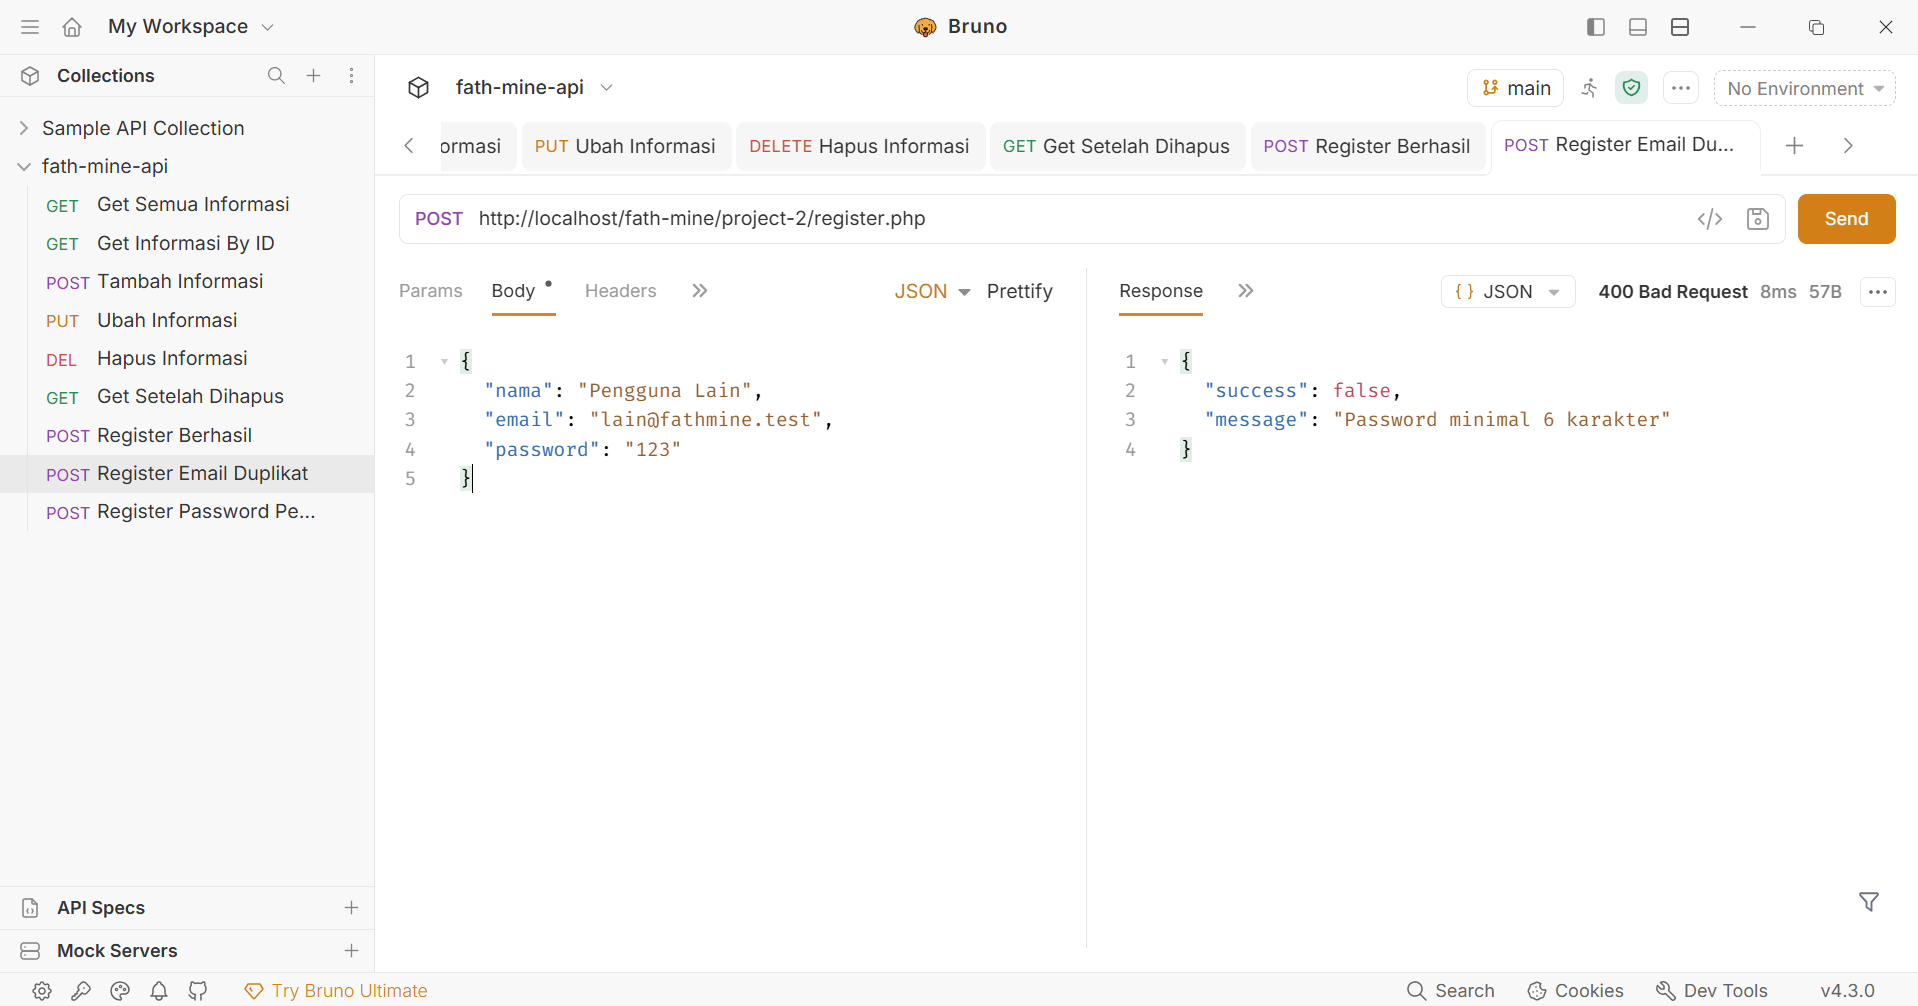 My Workspace
Bruno
Collections
Sample API Collection
fath-mine-api
GET Get Semua Informasi
GET Get Informasi By ID
POST Tambah Informasi
PUT Ubah Informasi
DEL Hapus Informasi
GET Get Setelah Dihapus
POST Register Berhasil
POST Register Email Duplikat
POST Register Password Pe...
API Specs
Mock Servers
fath-mine-api
main
No Environment
ormasi
PUT Ubah Informasi
DELETE Hapus Informasi
GET Get Setelah Dihapus
POST Register Berhasil
POST Register Email Du...
POST http://localhost/fath-mine/project-2/register.php
</>
Send
Params
Body
Headers
JSON
Prettify
1 {
2 "nama": "Pengguna Lain",
3 "email": "lain@fathmine.test",
4 "password": "123"
5 }
Response
{ } JSON
400 Bad Request 8ms 57B
1 {
2 "success": false,
3 "message": "Password minimal 6 karakter"
4 }
Try Bruno Ultimate
Search
Cookies
Dev Tools
v4.3.0